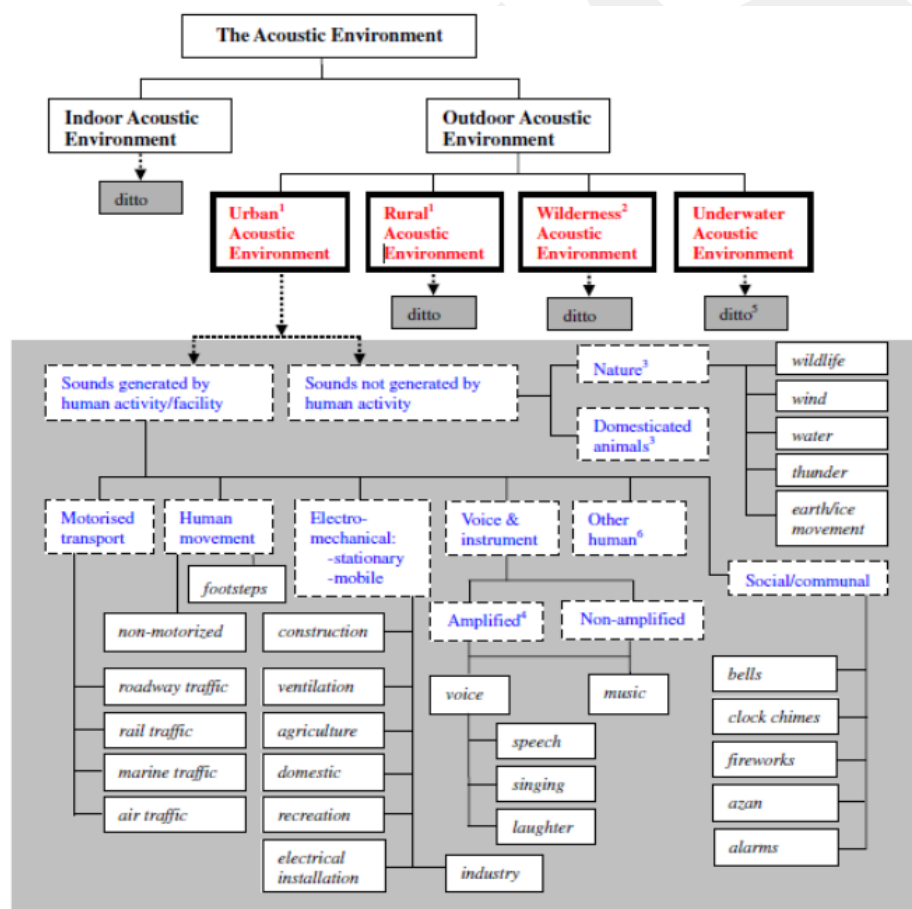 The Acoustic Environment
Indoor Acoustic
Environment
Outdoor Acoustic
Environment
ditto
Urban¹
Acoustic
Environment
Rural¹
Acoustic
Environment
Wilderness²
Acoustic
Environment
Underwater
Acoustic
Environment
ditto
ditto
ditto⁵
Sounds generated by
human activity/facility
Sounds not generated by
human activity
Nature³
Domesticated
animals³
wildlife
wind
water
thunder
earth/ice
movement
Motorised
transport
Human
movement
Electro-
mechanical:
-stationary
-mobile
Voice &
instrument
Other
human⁶
Social/communal
footsteps
non-motorized
roadway traffic
rail traffic
marine traffic
air traffic
construction
ventilation
agriculture
domestic
recreation
electrical
installation
industry
Amplified⁴
Non-amplified
voice
music
speech
singing
laughter
bells
clock chimes
fireworks
azan
alarms